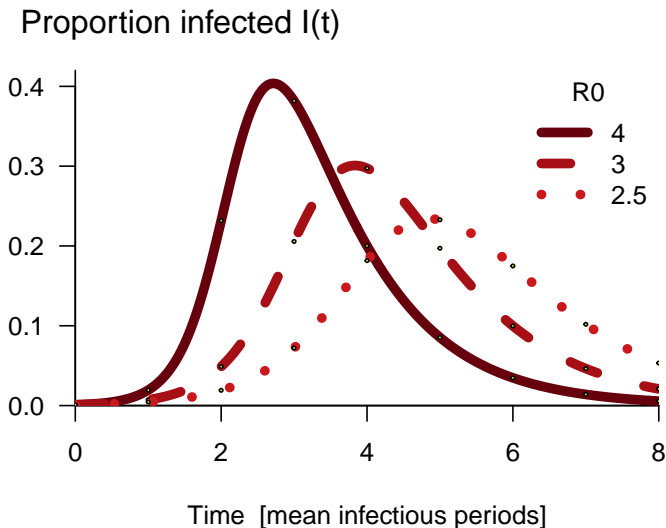 Proportion infected I(t)
0.4
0.3
0.2
0.1
0.0
R0
4
3
2.5
0 2 4 6 8
Time [mean infectious periods]